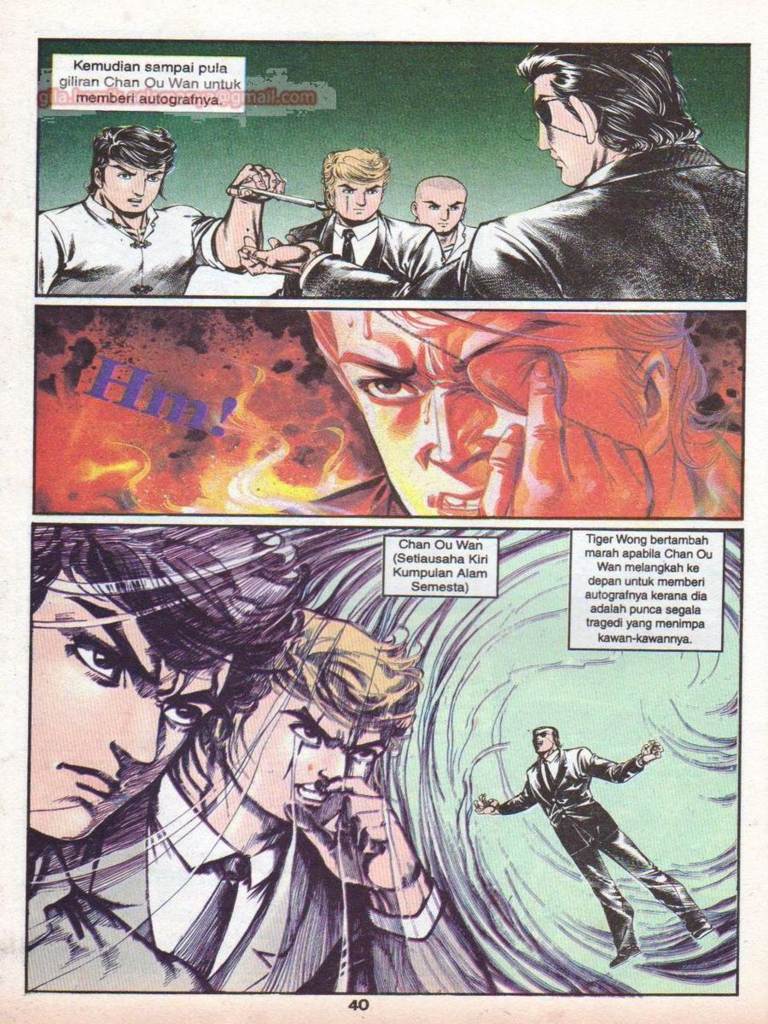 Kemudian sampai pula
giliran Chan Ou Wan untuk
memberi autografnya.
@gmail.com
Hm!
Chan Ou Wan
(Setiausaha Kiri
Kumpulan Alam
Semesta)
Tiger Wong bertambah
marah apabila Chan Ou
Wan melangkah ke
depan untuk memberi
autografnya kerana dia
adalah punca segala
tragedi yang menimpa
kawan-kawannya.
40